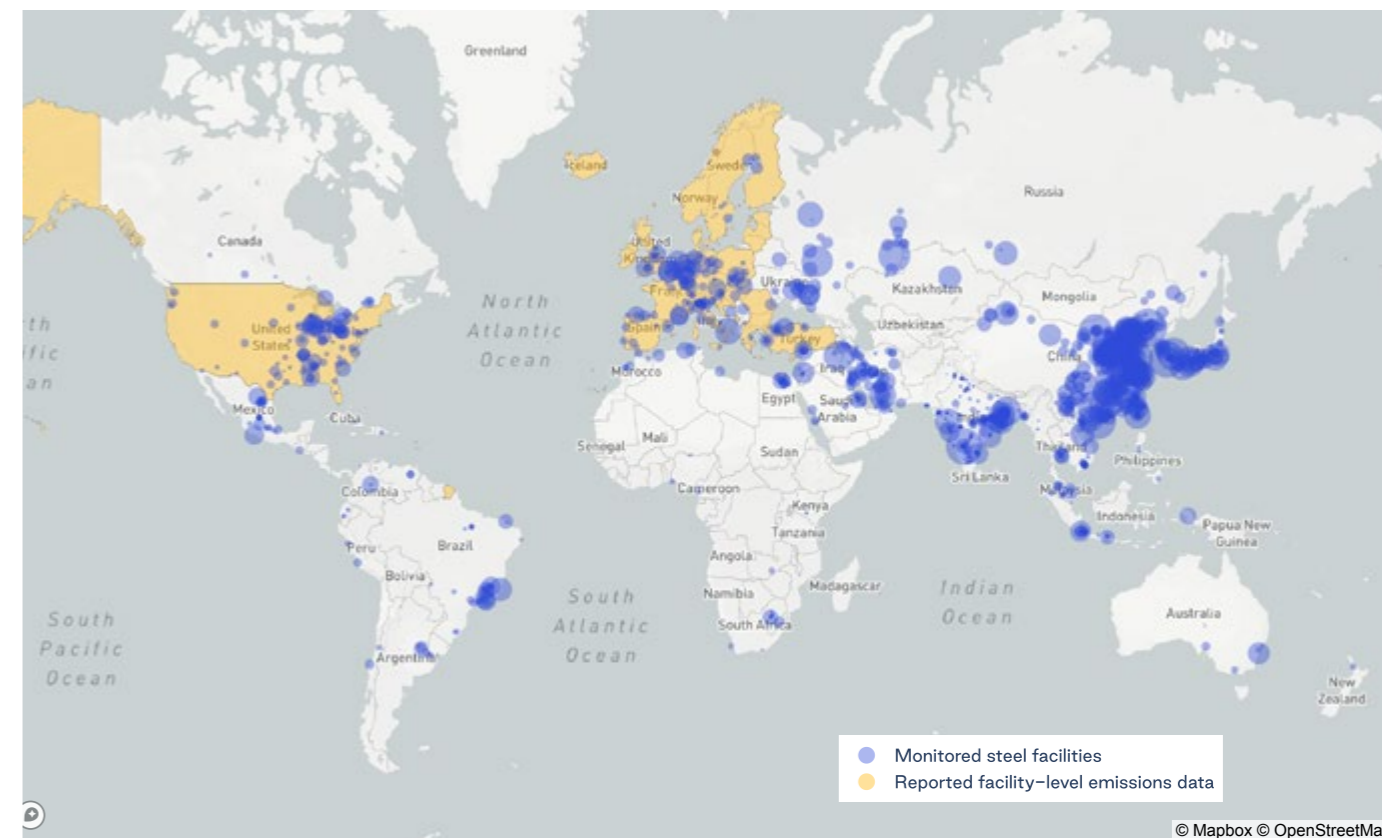 Greenland
Iceland
Sweden
Norway
Russia
United
Kingdom
Canada
Ukraine
France
Kazakhstan
Mongolia
North
Atlantic
Ocean
United
States
Spain
Italy
Turkey
Uzbekistan
China
Morocco
Iraq
Egypt
Saudi
Arabia
Mexico
Cuba
Mali
Senegal
Sudan
Thailand
Philippines
Sri Lanka
Colombia
Cameroon
Malaysia
Kenya
Indonesia
Papua New
Guinea
Tanzania
Peru
Brazil
Angola
Bolivia
Namibia
Madagascar
Indian
Ocean
South
Atlantic
Ocean
South
Pacific
Ocean
Australia
South Africa
Argentina
New
Zealand
Monitored steel facilities
Reported facility-level emissions data
© Mapbox © OpenStreetMa